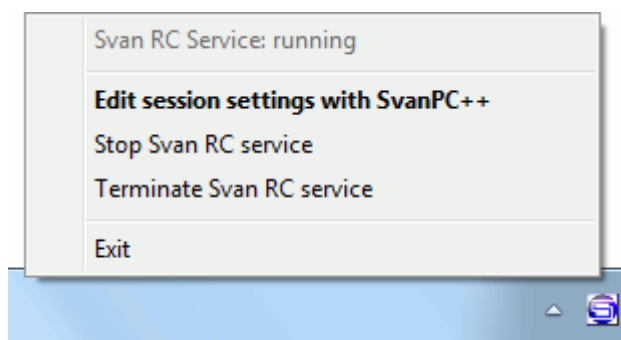 Svan RC Service: running
Edit session settings with SvanPC++
Stop Svan RC service
Terminate Svan RC service
Exit